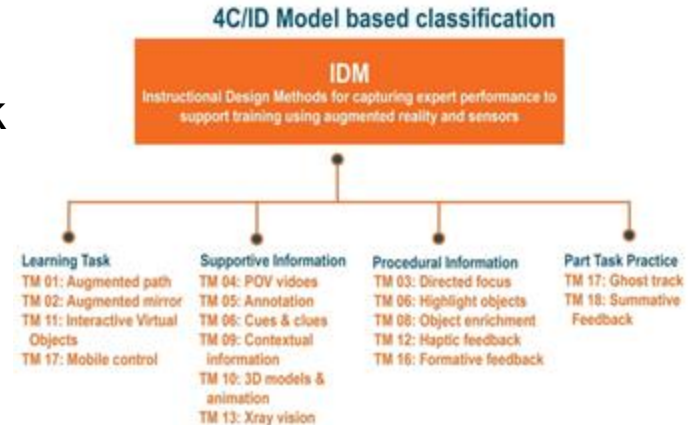 4C/ID Model based classification
IDM
Instructional Design Methods for capturing expert performance to
support training using augmented reality and sensors
k
Learning Task
TM 01: Augmented path
TM 02: Augmented mirror
TM 11: Interactive Virtual
Objects
TM 17: Mobile control
Supportive Information
TM 04: POV vidoes
TM 05: Annotation
TM 06: Cues & clues
TM 09: Contextual
information
TM 10: 3D models &
animation
TM 13: Xray vision
Procedural Information
TM 03: Directed focus
TM 06: Highlight objects
TM 08: Object enrichment
TM 12: Haptic feedback
TM 16: Formative feedback
Part Task Practice
TM 17: Ghost track
TM 18: Summative
Feedback